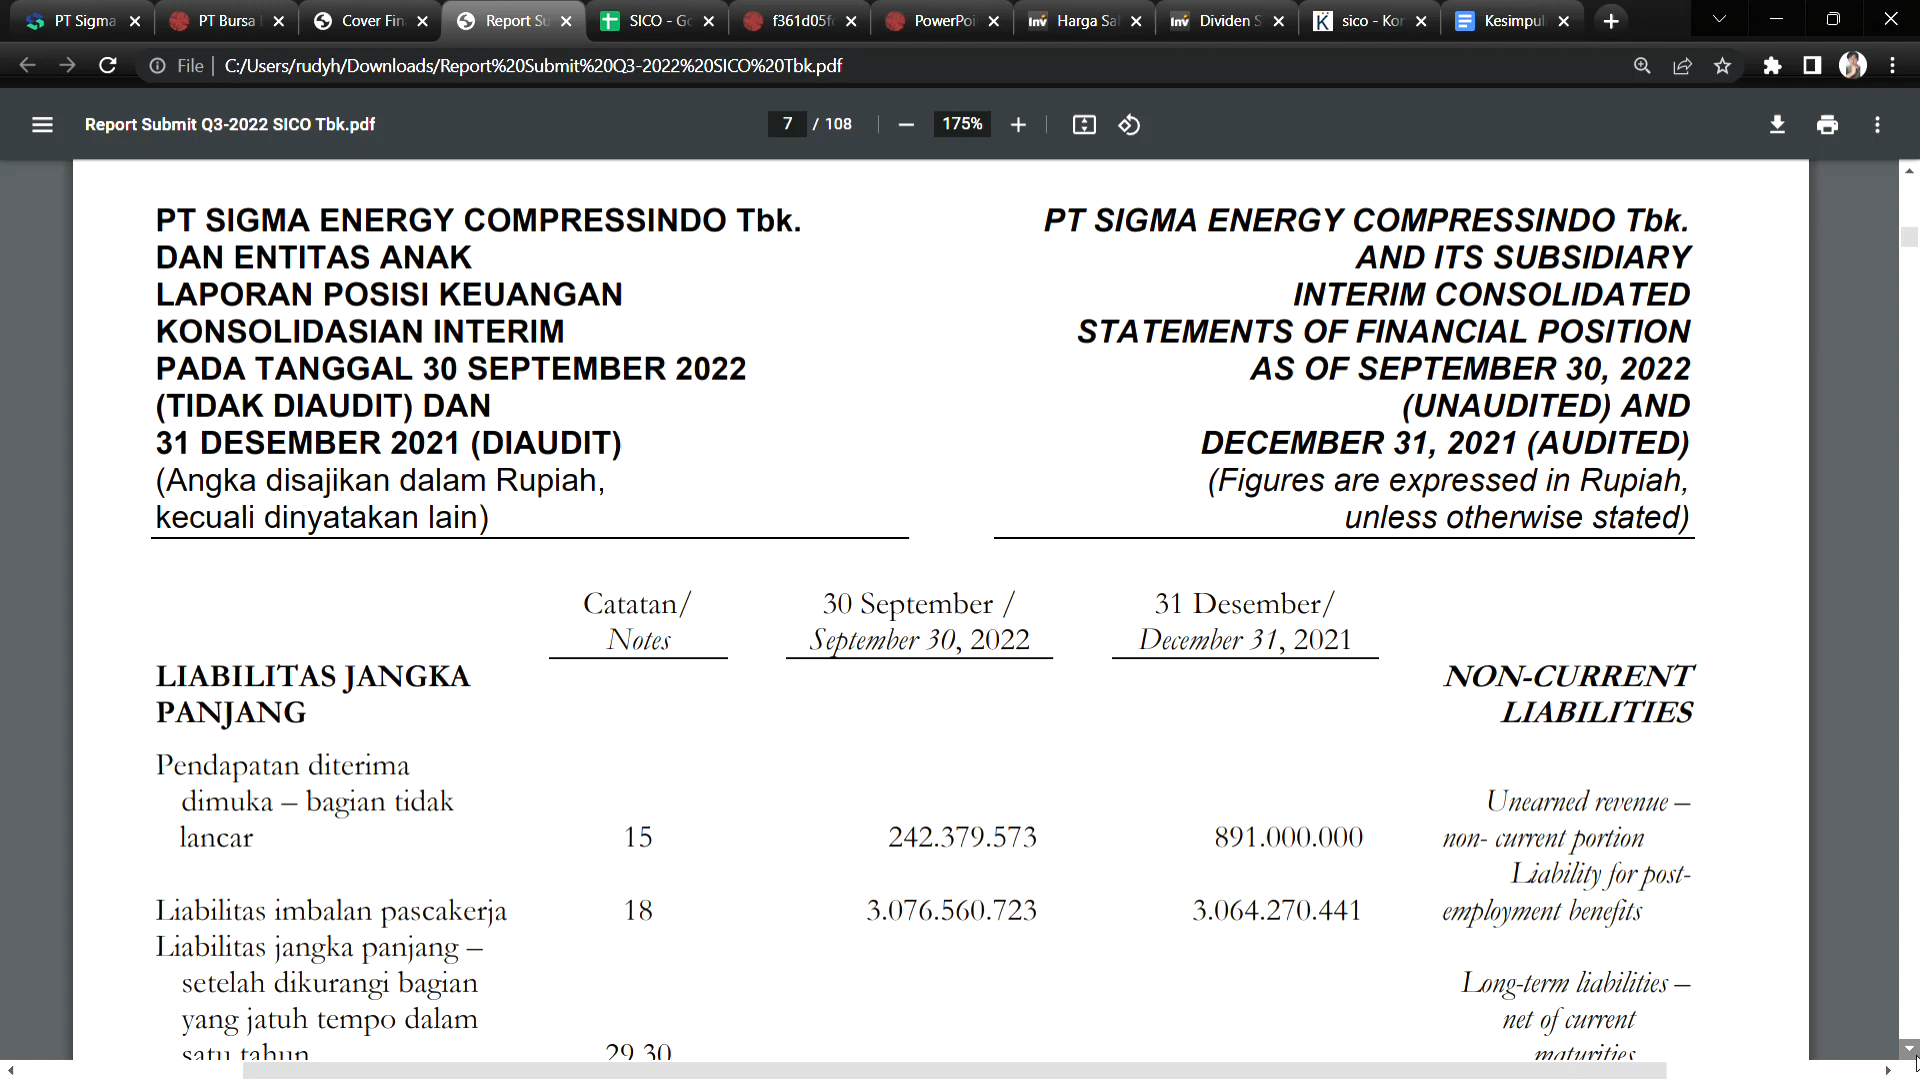 PT Sigma
PT Bursa
Cover Fin
Report Su
SICO - Go
f361d05f
PowerPoi
inv Harga Sa
inv Dividen S
K sico - Kor
Kesimpul
File | C:/Users/rudyh/Downloads/Report%20Submit%20Q3-2022%20SICO%20Tbk.pdf
Report Submit Q3-2022 SICO Tbk.pdf
7 / 108
175%
PT SIGMA ENERGY COMPRESSINDO Tbk.
DAN ENTITAS ANAK
LAPORAN POSISI KEUANGAN
KONSOLIDASIAN INTERIM
PADA TANGGAL 30 SEPTEMBER 2022
(TIDAK DIAUDIT) DAN
31 DESEMBER 2021 (DIAUDIT)
(Angka disajikan dalam Rupiah,
kecuali dinyatakan lain)
PT SIGMA ENERGY COMPRESSINDO Tbk.
AND ITS SUBSIDIARY
INTERIM CONSOLIDATED
STATEMENTS OF FINANCIAL POSITION
AS OF SEPTEMBER 30, 2022
(UNAUDITED) AND
DECEMBER 31, 2021 (AUDITED)
(Figures are expressed in Rupiah,
unless otherwise stated)
Catatan/ 30 September / 31 Desember/
Notes September 30, 2022 December 31, 2021
LIABILITAS JANGKA NON-CURRENT
PANJANG LIABILITIES
Pendapatan diterima
dimuka – bagian tidak Unearned revenue –
lancar 15 242.379.573 891.000.000 non- current portion
Liability for post-
Liabilitas imbalan pascakerja 18 3.076.560.723 3.064.270.441 employment benefits
Liabilitas jangka panjang –
setelah dikurangi bagian Long-term liabilities –
yang jatuh tempo dalam net of current
satu tahun 29,30 maturities